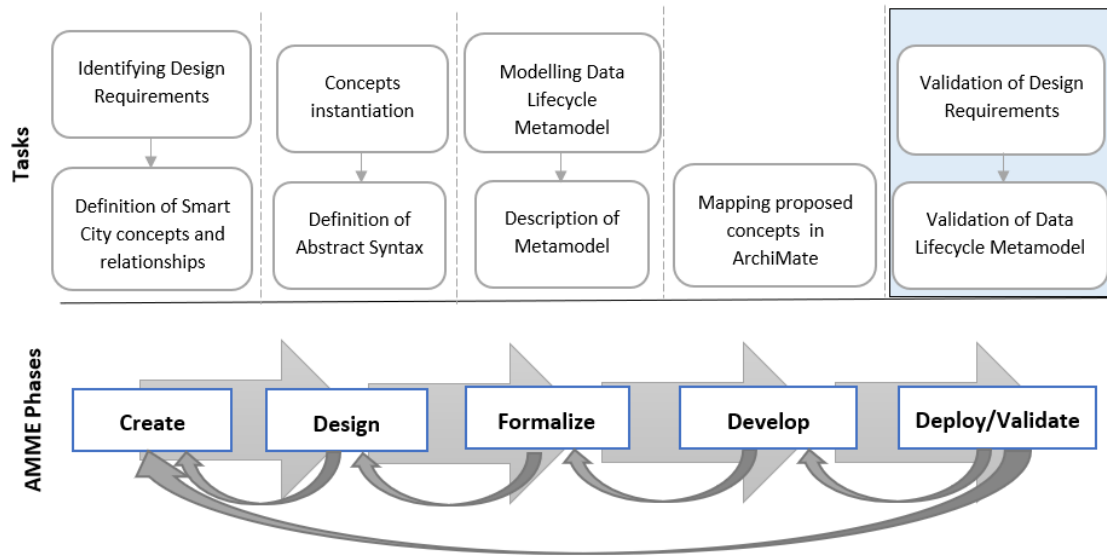 Tasks
Identifying Design
Requirements
Definition of Smart
City concepts and
relationships
Concepts
instantiation
Definition of
Abstract Syntax
Modelling Data
Lifecycle
Metamodel
Description of
Metamodel
Mapping proposed
concepts in
ArchiMate
Validation of Design
Requirements
Validation of Data
Lifecycle Metamodel
AMME Phases
Create
Design
Formalize
Develop
Deploy/Validate